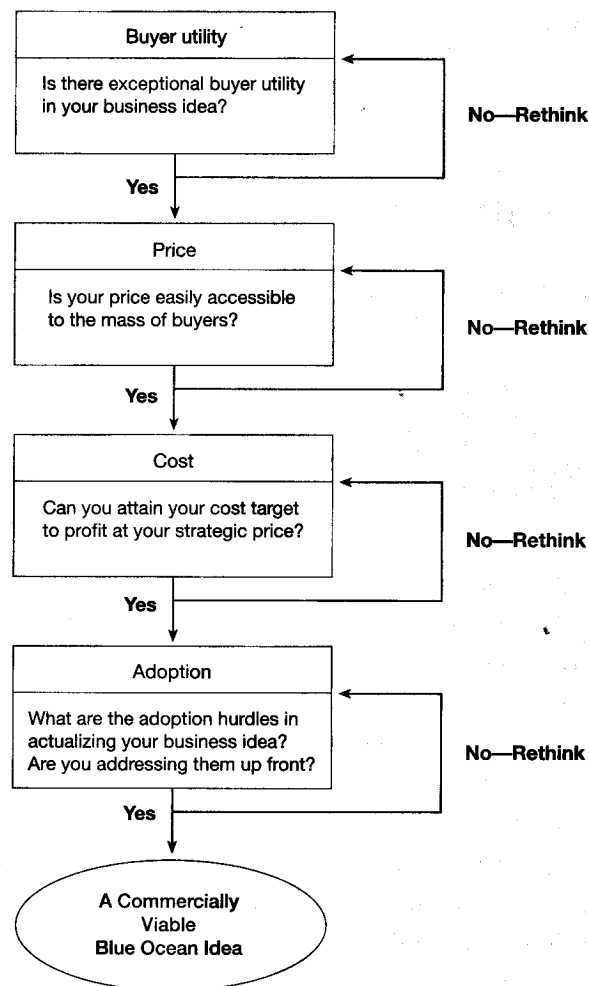 Buyer utility
Is there exceptional buyer utility
in your business idea?
No—Rethink
Yes
Price
Is your price easily accessible
to the mass of buyers?
No—Rethink
Yes
Cost
Can you attain your cost target
to profit at your strategic price?
No—Rethink
Yes
Adoption
What are the adoption hurdles in
actualizing your business idea?
Are you addressing them up front?
No—Rethink
Yes
A Commercially
Viable
Blue Ocean Idea